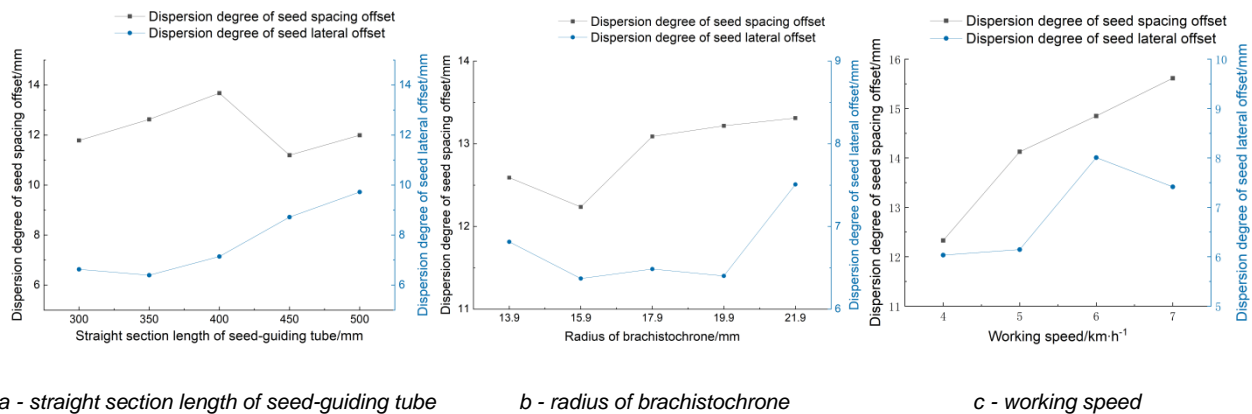 Dispersion degree of seed spacing offset
Dispersion degree of seed lateral offset
Dispersion degree of seed spacing offset/mm
14
12
10
8
6
14
12
10
8
6
Dispersion degree of seed lateral offset/mm
300 350 400 450 500
Straight section length of seed-guiding tube/mm
Dispersion degree of seed spacing offset
Dispersion degree of seed lateral offset
Dispersion degree of seed spacing offset/mm
14
13
12
11
9
8
7
6
Dispersion degree of seed lateral offset/mm
13.9 15.9 17.9 19.9 21.9
Radius of brachistochrone/mm
Dispersion degree of seed spacing offset
Dispersion degree of seed lateral offset
Dispersion degree of seed spacing offset/mm
16
15
14
13
12
11
10
9
8
7
6
5
Dispersion degree of seed lateral offset/mm
4 5 6 7
Working speed/km·h⁻¹
a - straight section length of seed-guiding tube b - radius of brachistochrone c - working speed